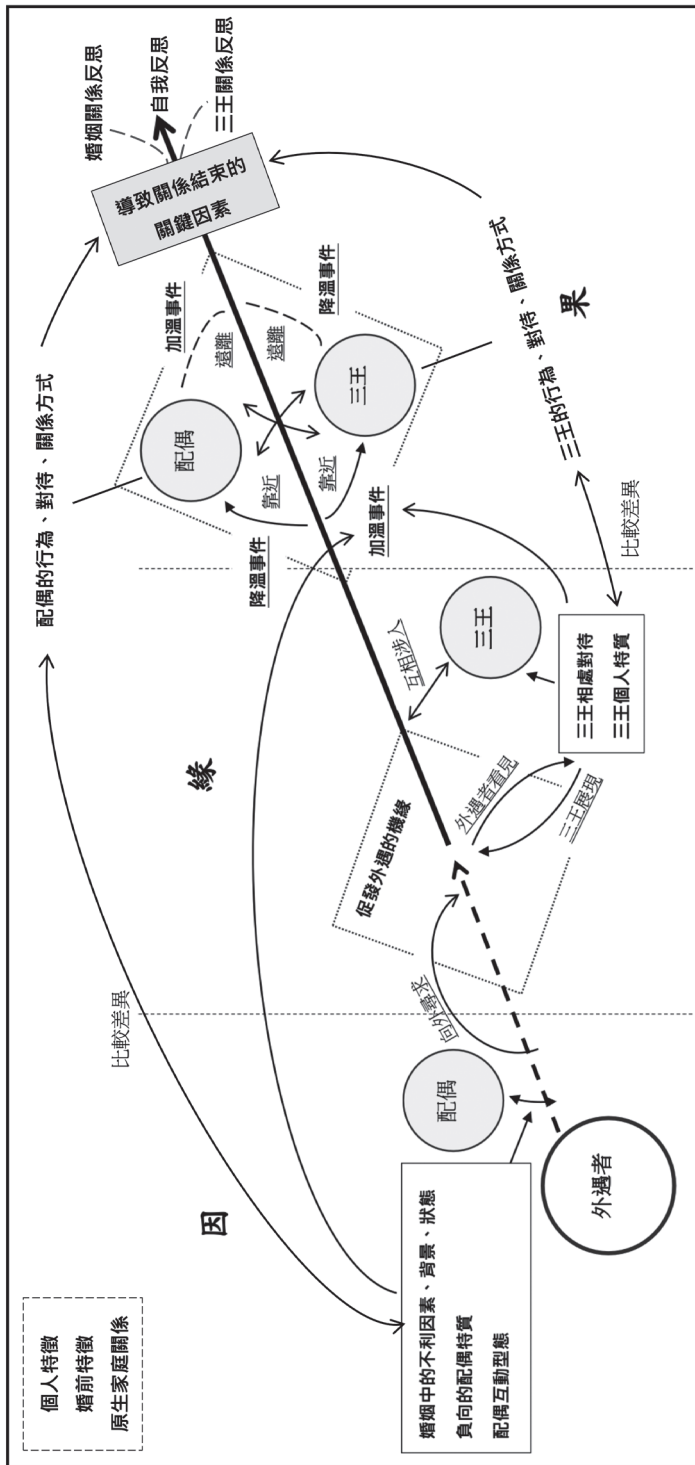 個人特徵
婚前特徵
原生家庭關係
因
緣
果
比較差異
配偶的行為、對待、關係方式
婚姻中的不利因素、背景、狀態
負向的配偶特質
配偶互動型態
配偶
外遇者
向外尋求
促發外遇的機緣
外遇者看見
三王展現
互相涉入
三王
三王相處對待
三王個人特質
比較差異
三王的行為、對待、關係方式
降溫事件
加溫事件
靠近
靠近
配偶
三王
遠離
遠離
加溫事件
降溫事件
導致關係結束的
關鍵因素
婚姻關係反思
自我反思
三王關係反思